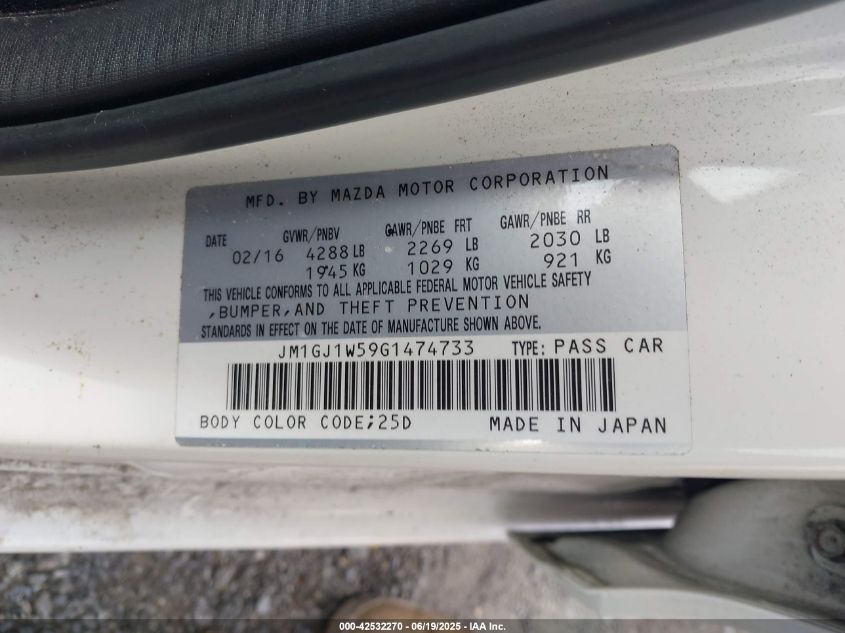 MFD. BY MAZDA MOTOR CORPORATION
DATE GVWR/PNBV GAWR/PNBE FRT GAWR/PNBE RR
02/16 4288 LB 2269 LB 2030 LB
1945 KG 1029 KG 921 KG
THIS VEHICLE CONFORMS TO ALL APPLICABLE FEDERAL MOTOR VEHICLE SAFETY
,BUMPER,AND THEFT PREVENTION
STANDARDS IN EFFECT ON THE DATE OF MANUFACTURE SHOWN ABOVE.
JM1GJ1W59G1474733 TYPE: PASS CAR
BODY COLOR CODE;25D MADE IN JAPAN
000-42532270 - 06/19/2025 - IAA Inc.